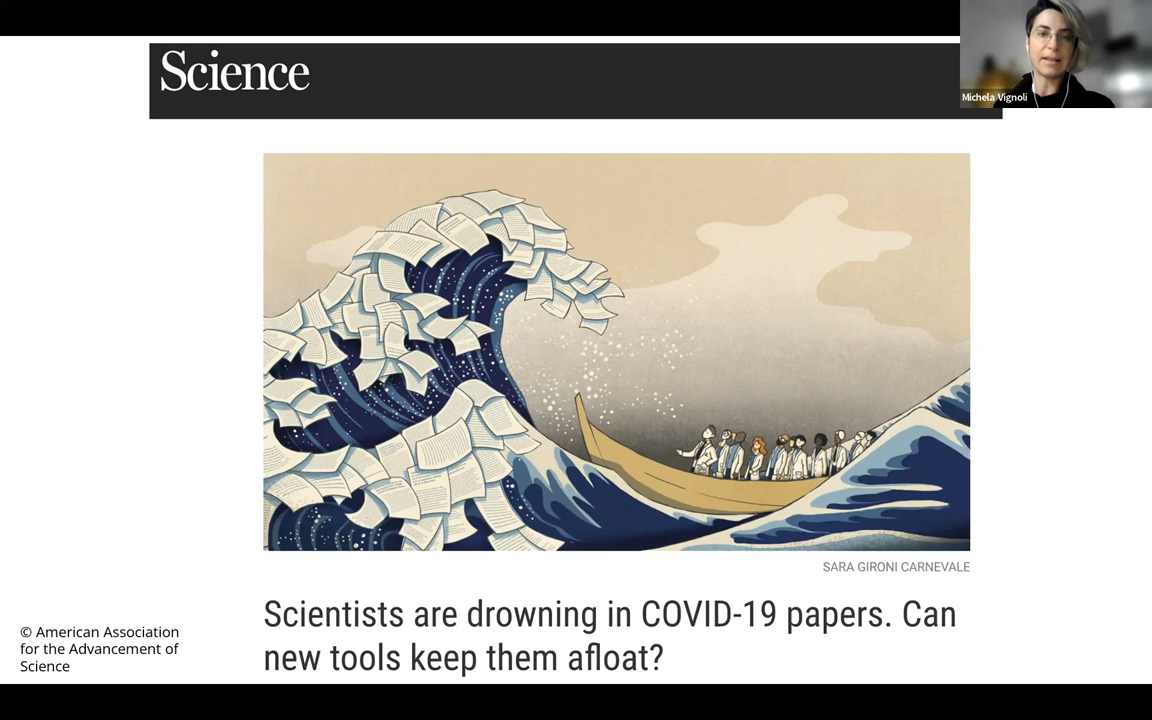 Science
Michela Vignoli
SARA GIRONI CARNEVALE
Scientists are drowning in COVID-19 papers. Can
new tools keep them afloat?
© American Association
for the Advancement of
Science